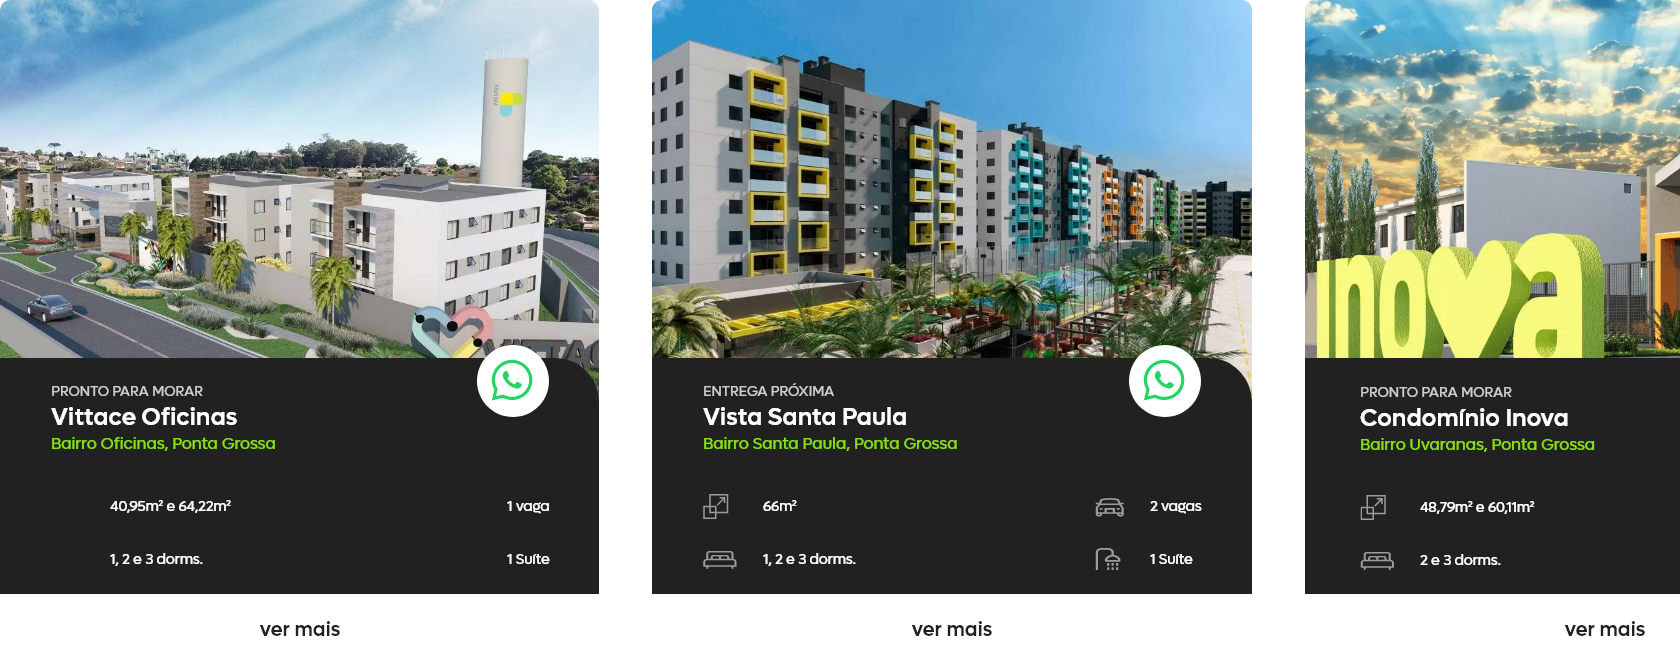 inova
PRONTO PARA MORAR
Vittace Oficinas
Bairro Oficinas, Ponta Grossa
40,95m² e 64,22m²
1 vaga
1, 2 e 3 dorms.
1 Suíte
ver mais
ENTREGA PRÓXIMA
Vista Santa Paula
Bairro Santa Paula, Ponta Grossa
66m²
2 vagas
1, 2 e 3 dorms.
1 Suíte
ver mais
PRONTO PARA MORAR
Condomínio Inova
Bairro Uvaranas, Ponta Grossa
48,79m² e 60,11m²
2 e 3 dorms.
ver mais